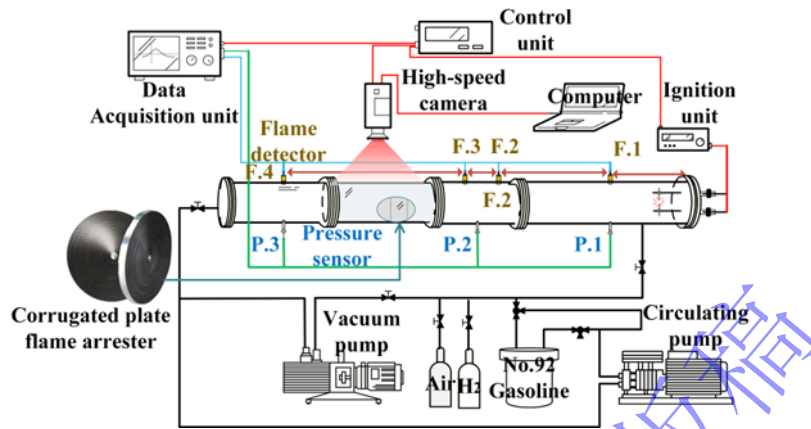 Control
unit
Data
Acquisition unit
High-speed
camera
Computer
Ignition
unit
Flame
detector
F.4
F.3
F.2
F.1
F.2
P.3
Pressure
sensor
P.2
P.1
Corrugated plate
flame arrester
Vacuum
pump
Air
H2
No.92
Gasoline
Circulating
pump
稿